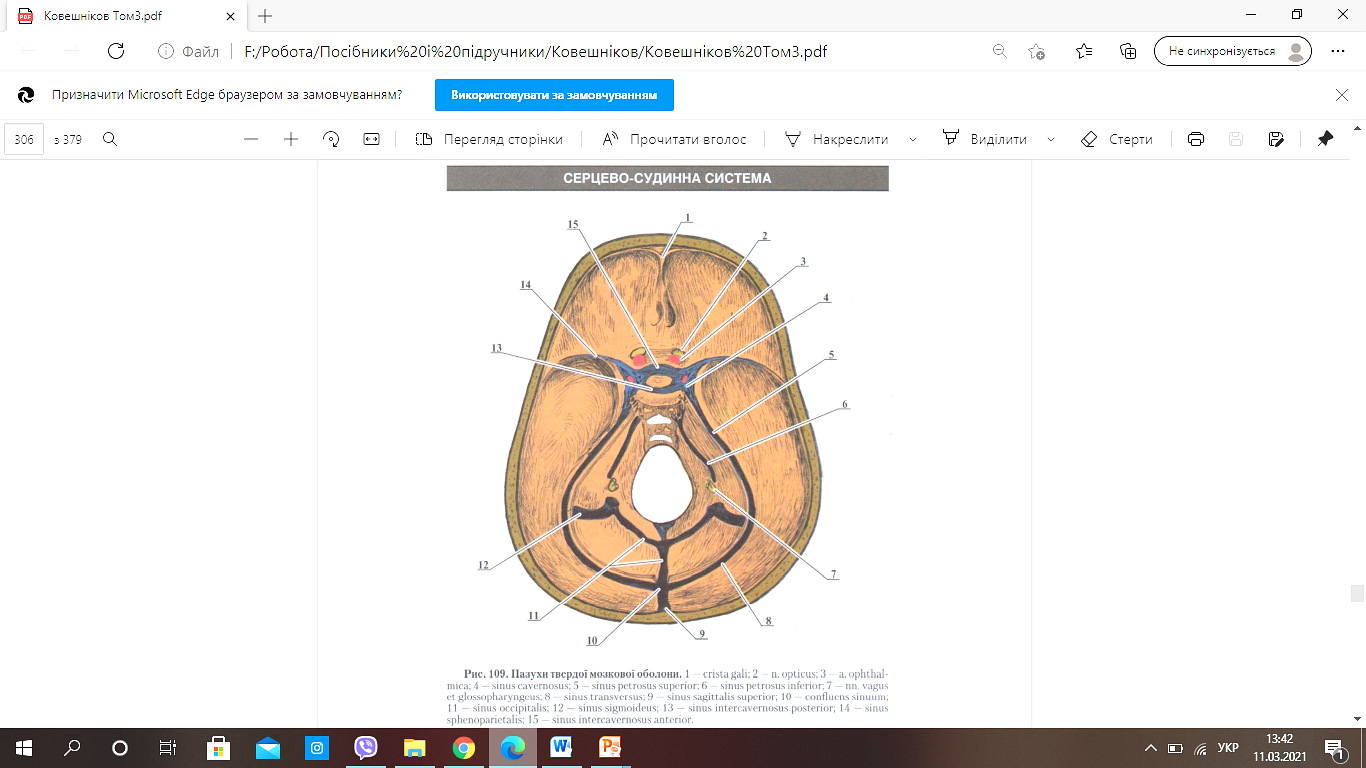 Ковешніков Том3.pdf
Файл
F:/Робота/Посібники%20і%20підручники/Ковешніков/Ковешніков%20Том3.pdf
Не синхронізується
Призначити Microsoft Edge браузером за замовчуванням?
Використовувати за замовчуванням
306 з 379
Перегляд сторінки
Прочитати вголос
Накреслити
Виділити
Стерти
СЕРЦЕВО-СУДИННА СИСТЕМА
1
15
2
3
14
4
13
5
6
12
7
11
8
10
9
Рис. 109. Пазухи твердої мозкової оболони. 1 — crista gali; 2 — n. opticus; 3 — a. ophthal-
mica; 4 — sinus cavernosus; 5 — sinus petrosus superior; 6 — sinus petrosus inferior; 7 — nn. vagus
et glossopharyngeus; 8 — sinus transversus; 9 — sinus sagittalis superior; 10 — confluens sinuum,
11 — sinus occipitalis; 12 — sinus sigmoideus; 13 — sinus intercavernosus posterior; 14 — sinus
sphenoparietalis; 15 — sinus intercavernosus anterior.
УКР
13:42
11.03.2021
1